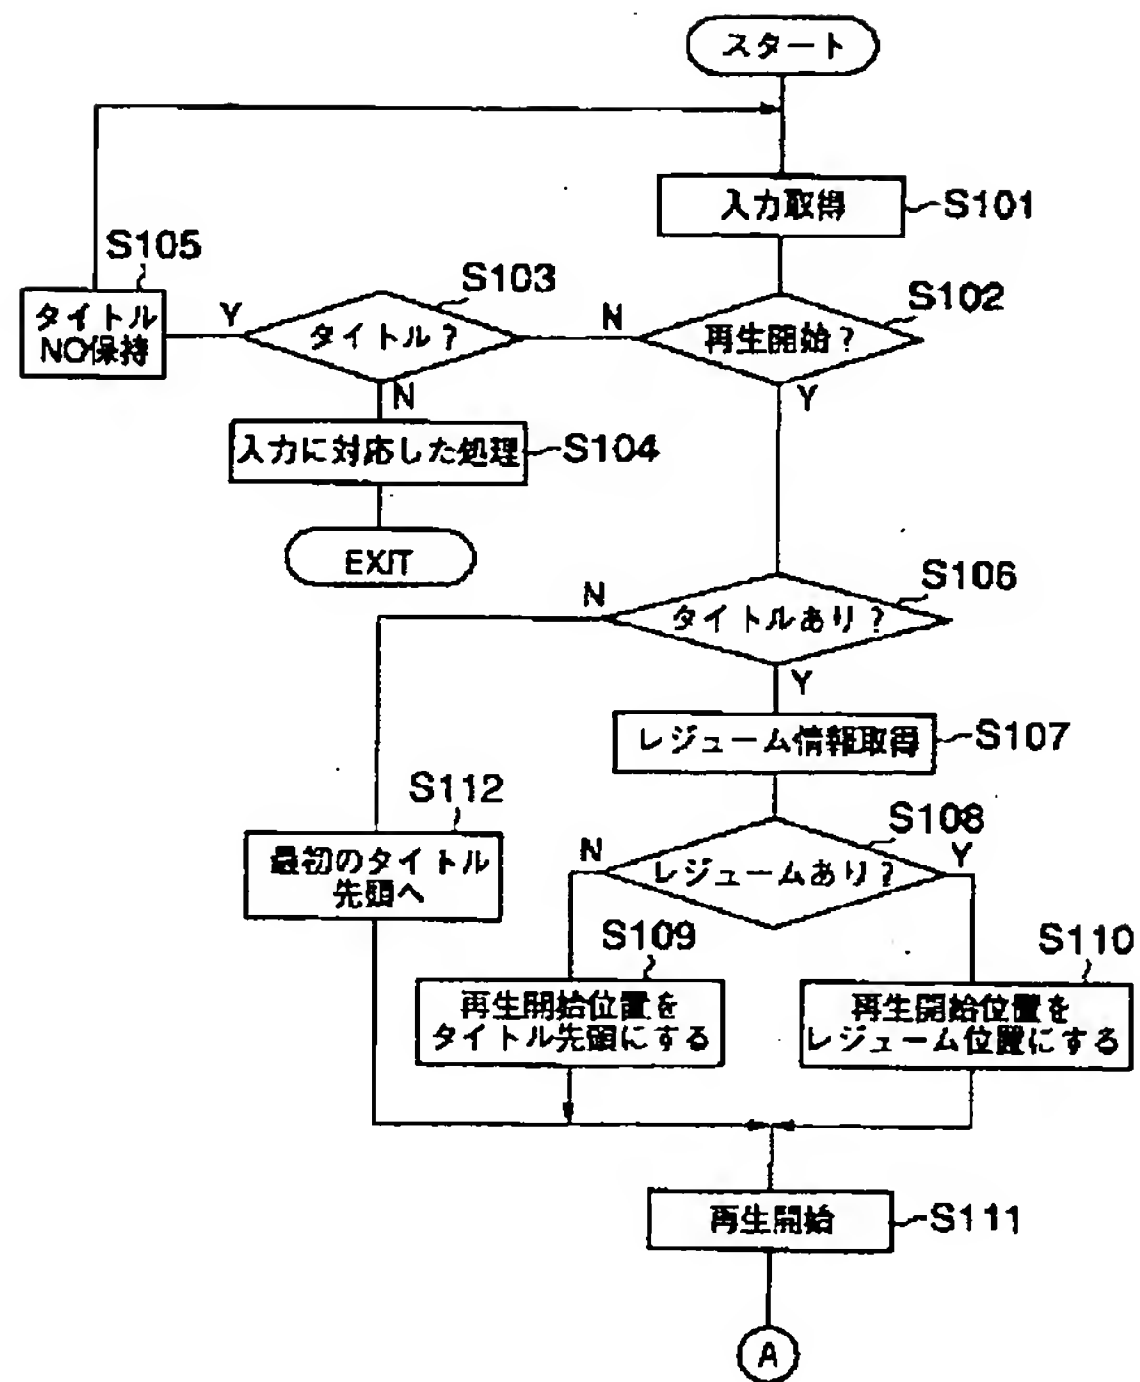 スタート
入力取得
S101
S105
S103
S102
タイトル
NO保持
Y
タイトル？
N
再生開始？
N
Y
入力に対応した処理
S104
EXIT
S106
N
タイトルあり？
Y
レジューム情報取得
S107
S112
S108
最初のタイトル
先頭へ
N
レジュームあり？
Y
S109
S110
再生開始位置を
タイトル先頭にする
再生開始位置を
レジューム位置にする
再生開始
S111
A